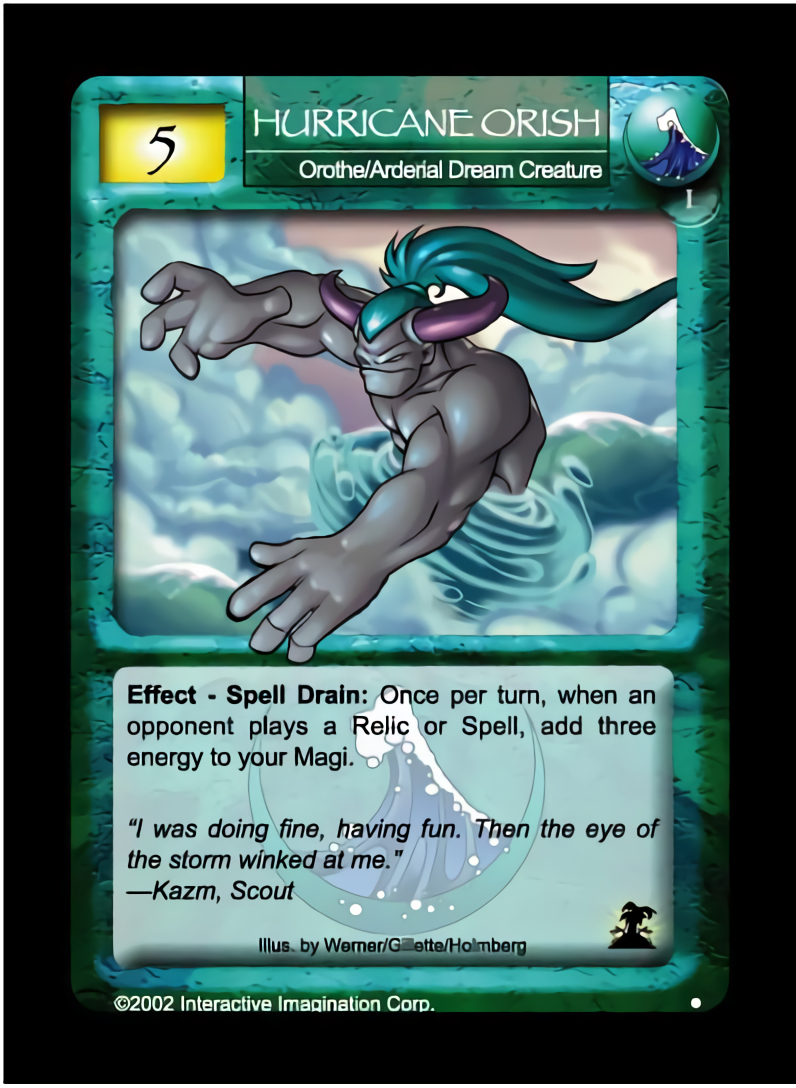 5
HURRICANE ORISH
Orothe/Arderial Dream Creature
I
Effect - Spell Drain: Once per turn, when an
opponent plays a Relic or Spell, add three
energy to your Magi.
“I was doing fine, having fun. Then the eye of
the storm winked at me.”
—Kazm, Scout
Illus. by Werner/Gillette/Holmberg
©2002 Interactive Imagination Corp.